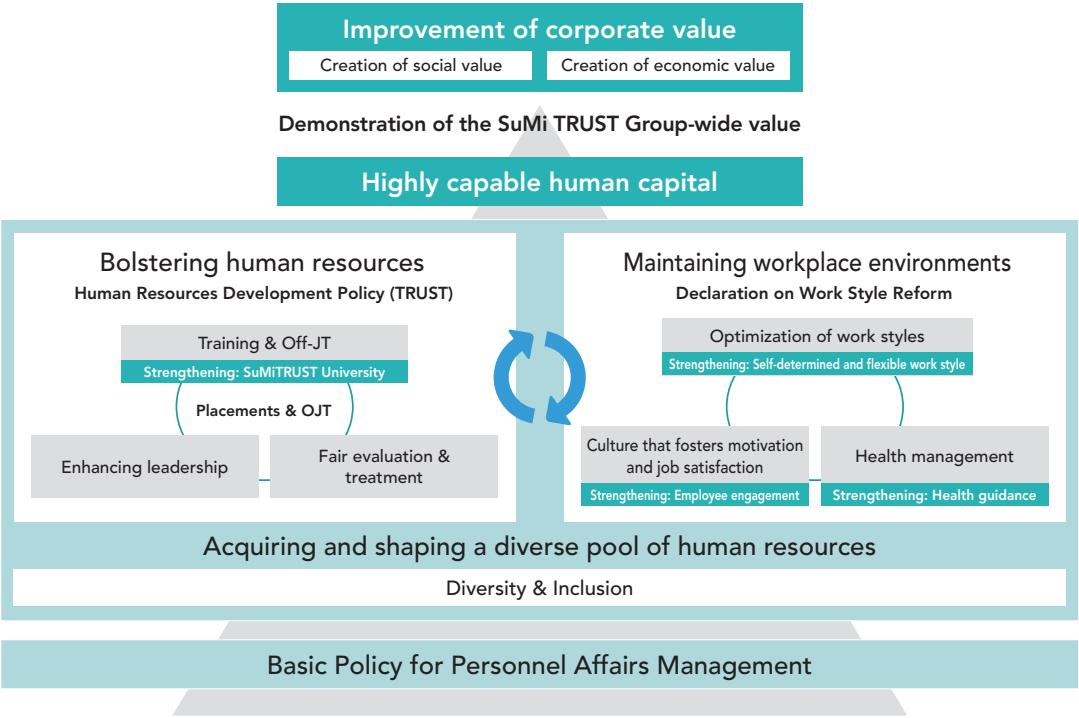 Improvement of corporate value
Creation of social value
Creation of economic value
Demonstration of the SuMi TRUST Group-wide value
Highly capable human capital
Bolstering human resources
Human Resources Development Policy (TRUST)
Training & Off-JT
Strengthening: SuMiTRUST University
Placements & OJT
Enhancing leadership
Fair evaluation &
treatment
Maintaining workplace environments
Declaration on Work Style Reform
Optimization of work styles
Strengthening: Self-determined and flexible work style
Culture that fosters motivation
and job satisfaction
Strengthening: Employee engagement
Health management
Strengthening: Health guidance
Acquiring and shaping a diverse pool of human resources
Diversity & Inclusion
Basic Policy for Personnel Affairs Management